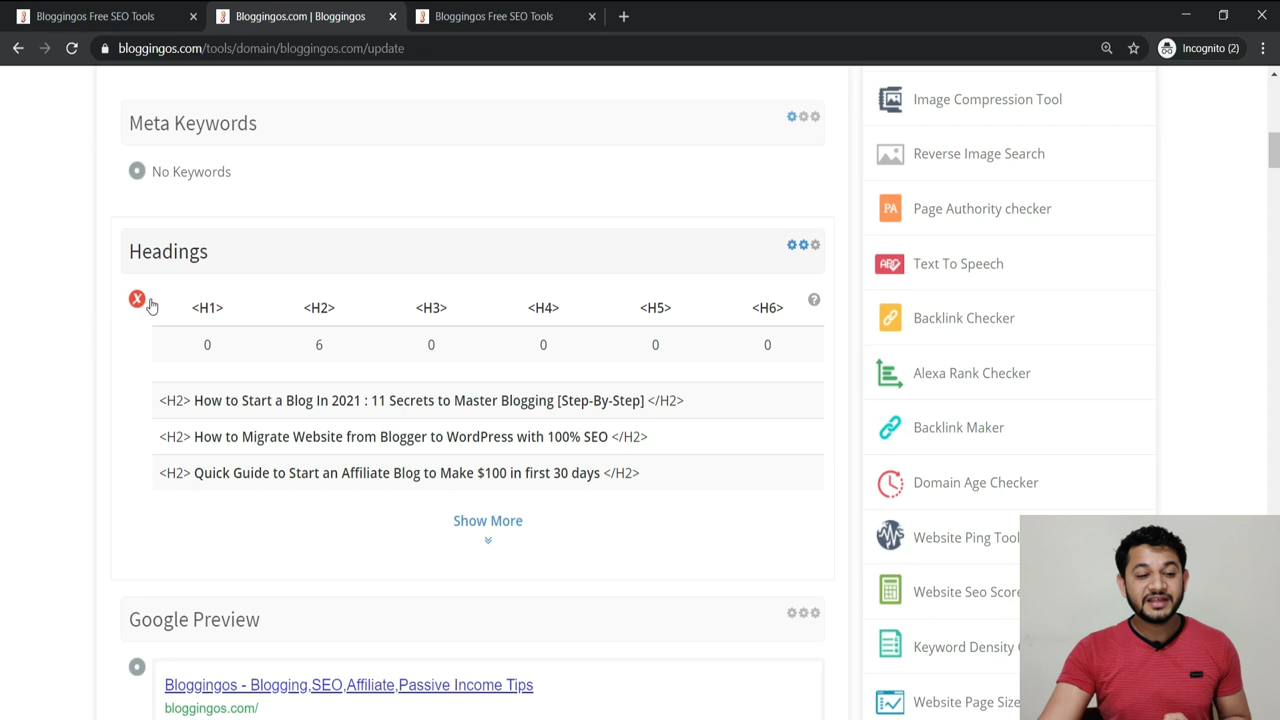 Bloggingos Free SEO Tools
Bloggingos.com | Bloggingos
Bloggingos Free SEO Tools
bloggingos.com/tools/domain/bloggingos.com/update
Incognito (2)
Meta Keywords
No Keywords
Headings
X
<H1> <H2> <H3> <H4> <H5> <H6>
?
0 6 0 0 0 0
<H2> How to Start a Blog In 2021 : 11 Secrets to Master Blogging [Step-By-Step] </H2>
<H2> How to Migrate Website from Blogger to WordPress with 100% SEO </H2>
<H2> Quick Guide to Start an Affiliate Blog to Make $100 in first 30 days </H2>
Show More
Google Preview
Bloggingos - Blogging,SEO,Affiliate,Passive Income Tips
bloggingos.com/
Image Compression Tool
Reverse Image Search
PA
Page Authority checker
ABC
Text To Speech
Backlink Checker
Alexa Rank Checker
Backlink Maker
Domain Age Checker
Website Ping Tool
Website Seo Score
Keyword Density
Website Page Size